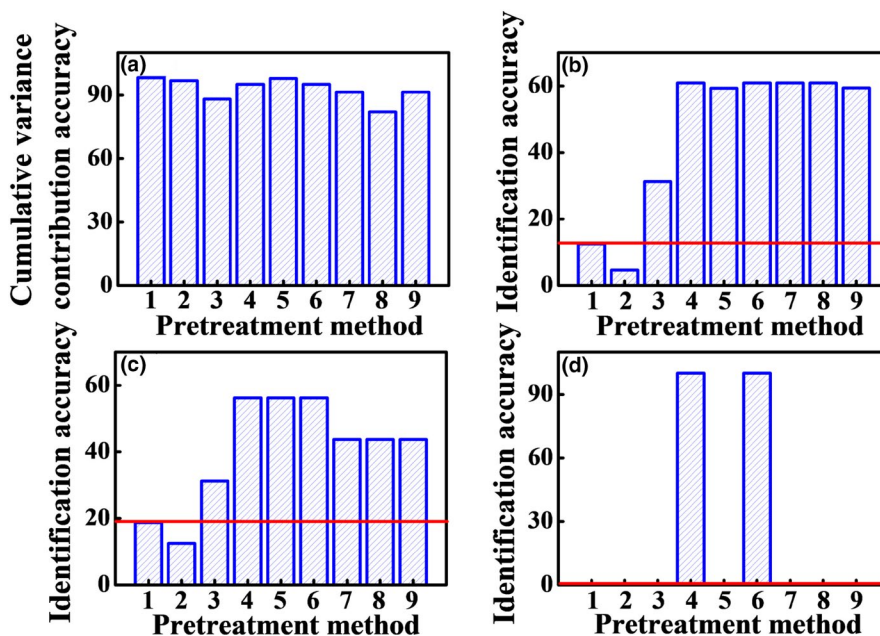 (a)
Cumulative variance
contribution accuracy
90
60
30
0
1 2 3 4 5 6 7 8 9
Pretreatment method
(b)
Identification accuracy
60
40
20
0
1 2 3 4 5 6 7 8 9
Pretreatment method
(c)
Identification accuracy
60
40
20
0
1 2 3 4 5 6 7 8 9
Pretreatment method
(d)
Identification accuracy
90
60
30
0
1 2 3 4 5 6 7 8 9
Pretreatment method